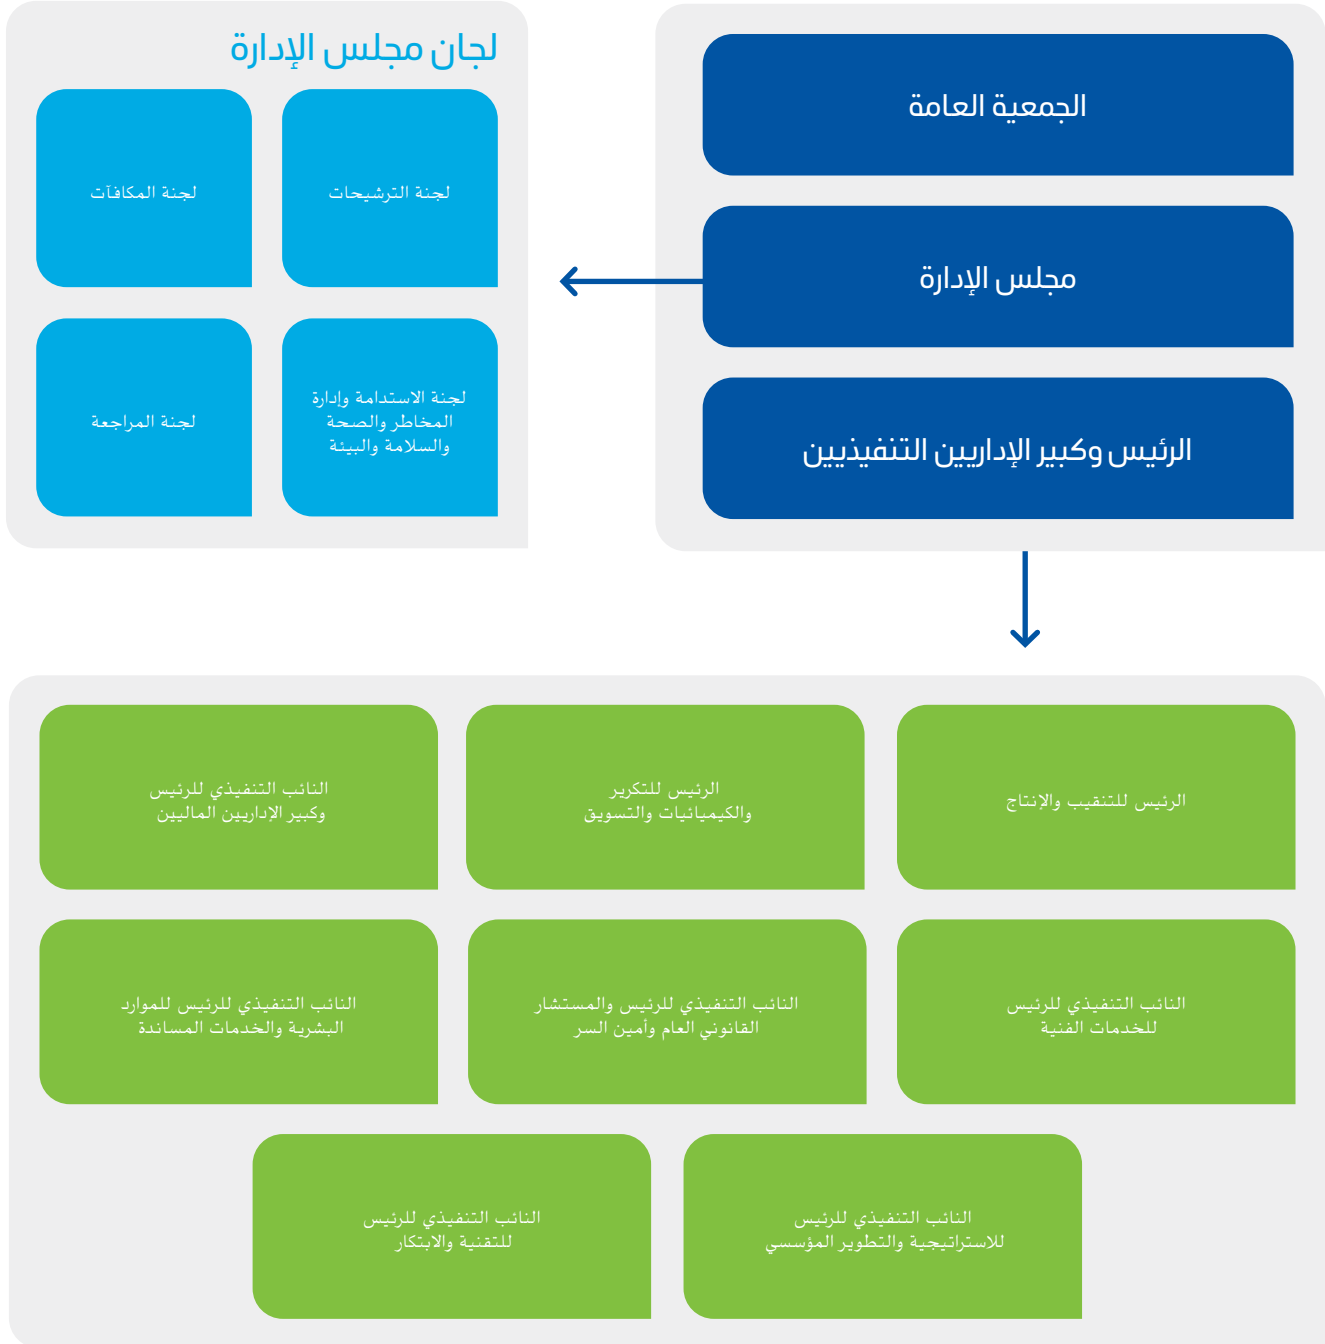 الجمعية العامة
مجلس الإدارة
الرئيس وكبير الإداريين التنفيذيين
لجان مجلس الإدارة
لجنة الترشيحات
لجنة المكافآت
لجنة الاستدامة وإدارة
المخاطر والصحة
والسلامة والبيئة
لجنة المراجعة
الرئيس للتنقيب والإنتاج
الرئيس للتكرير
والكيميائيات والتسويق
النائب التنفيذي للرئيس
وكبير الإداريين الماليين
النائب التنفيذي للرئيس
للخدمات الفنية
النائب التنفيذي للرئيس والمستشار
القانوني العام وأمين السر
النائب التنفيذي للرئيس للموارد
البشرية والخدمات المساندة
النائب التنفيذي للرئيس
للاستراتيجية والتطوير المؤسسي
النائب التنفيذي للرئيس
للتقنية والابتكار